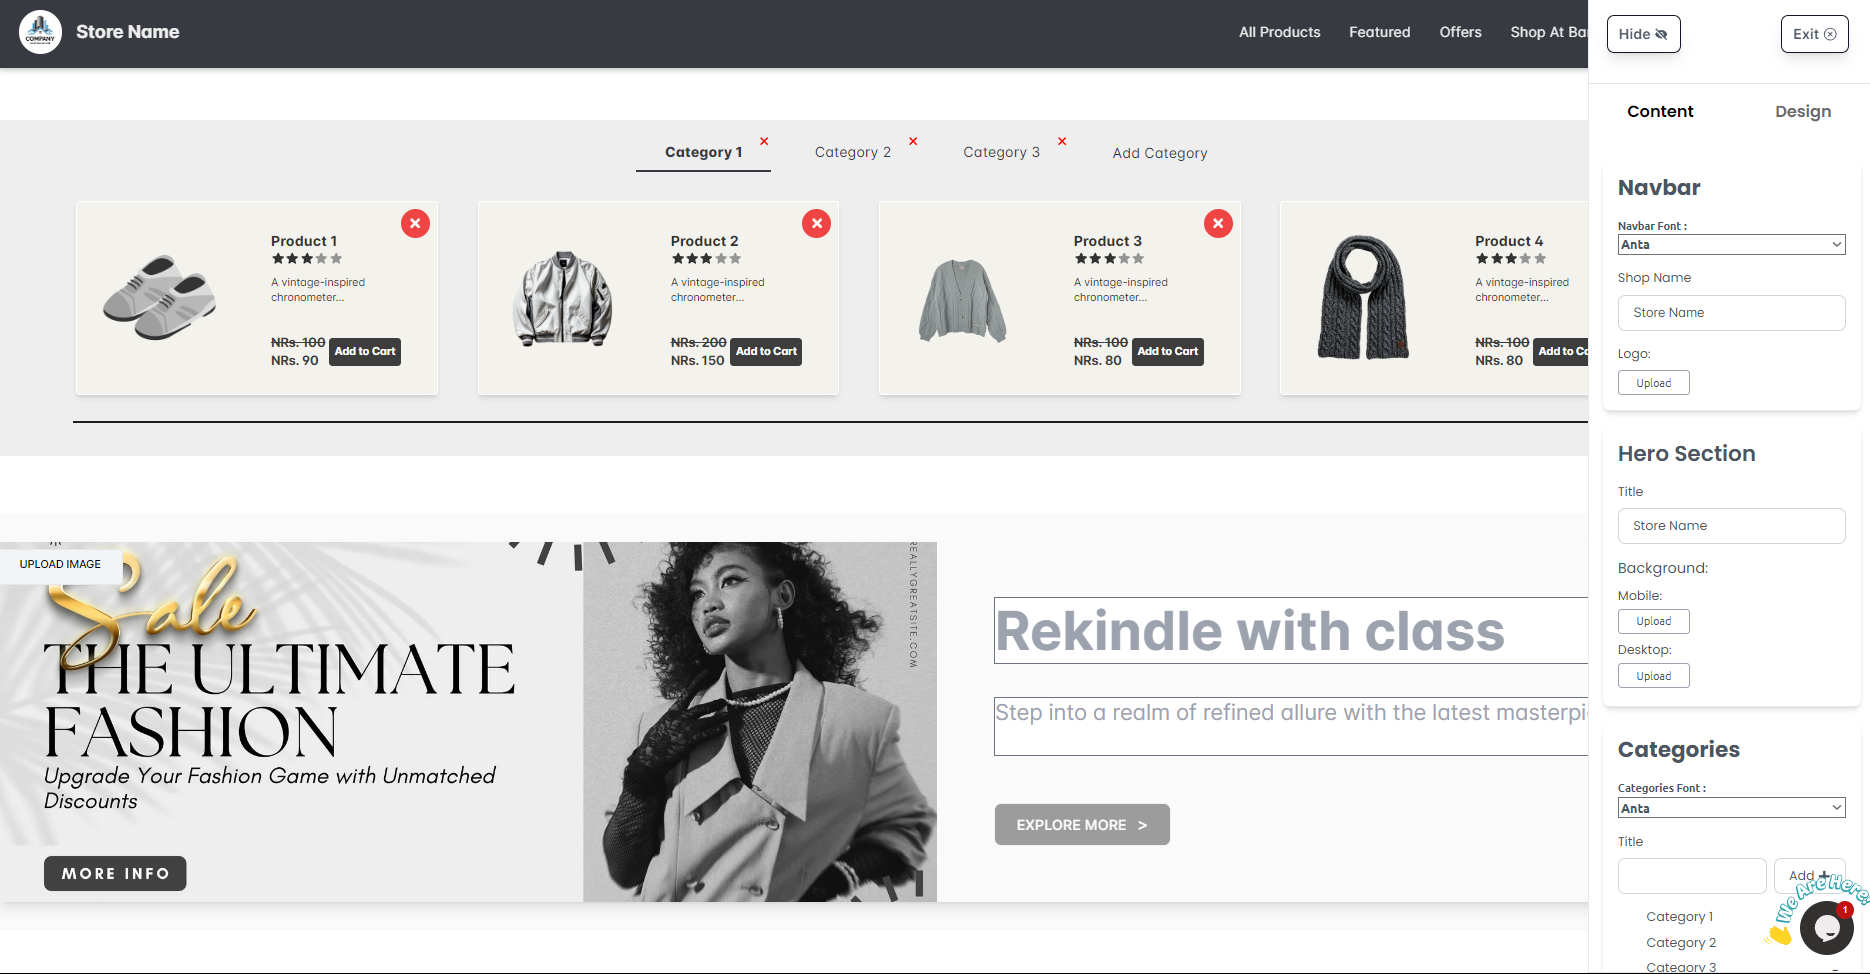 COMPANY
Store Name
All Products
Featured
Offers
Shop At Ba
Hide
Exit
Content
Design
Category 1
Category 2
Category 3
Add Category
Product 1
A vintage-inspired
chronometer...
NRs. 100
NRs. 90
Add to Cart
Product 2
A vintage-inspired
chronometer...
NRs. 200
NRs. 150
Add to Cart
Product 3
A vintage-inspired
chronometer...
NRs. 100
NRs. 80
Add to Cart
Product 4
A vintage-inspired
chronometer...
NRs. 100
NRs. 80
Add to Co
UPLOAD IMAGE
Sale
THE ULTIMATE
FASHION
Upgrade Your Fashion Game with Unmatched
Discounts
MORE INFO
REALLYGREATSITE.COM
Rekindle with class
Step into a realm of refined allure with the latest masterpi
EXPLORE MORE >
Navbar
Navbar Font :
Anta
Shop Name
Store Name
Logo:
Upload
Hero Section
Title
Store Name
Background:
Mobile:
Upload
Desktop:
Upload
Categories
Categories Font :
Anta
Title
Add +
Category 1
Category 2
Category 3
We Are Here!
1